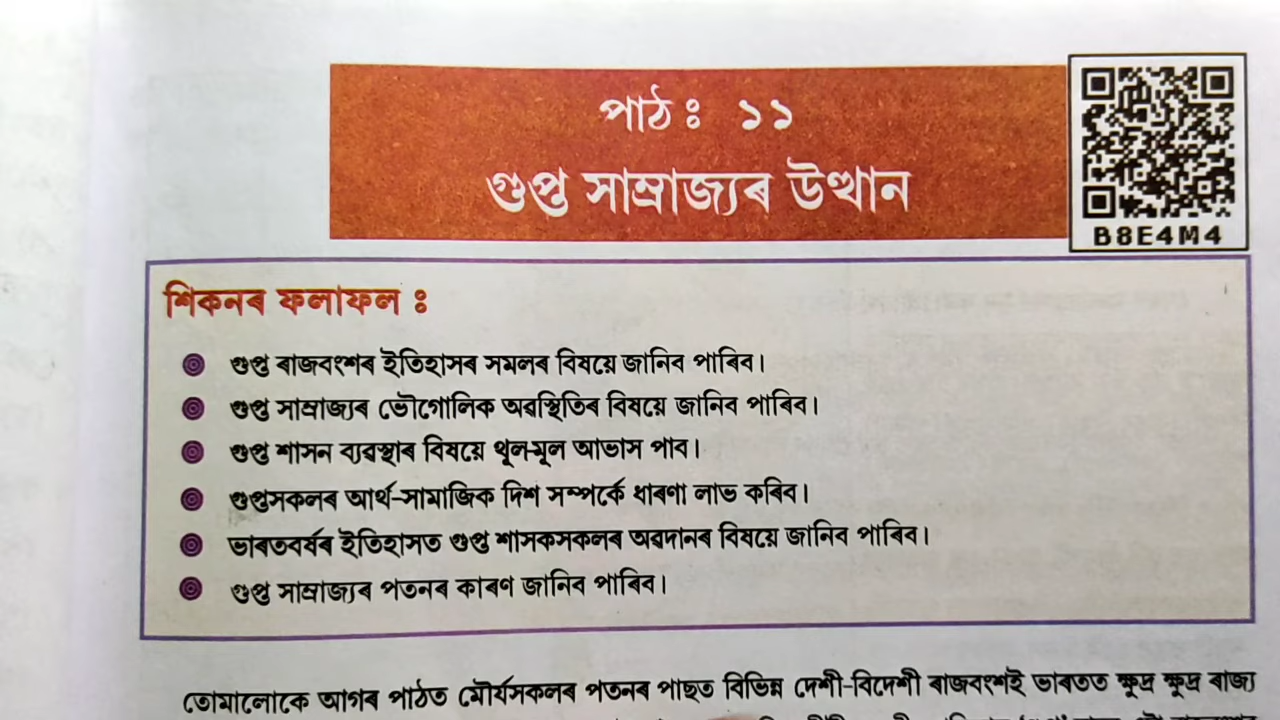 পাঠ ঃ ১১
গুপ্ত সাম্ৰাজ্যৰ উত্থান
B8E4M4
শিকনৰ ফলাফল ঃ
গুপ্ত ৰাজবংশৰ ইতিহাসৰ সমলৰ বিষয়ে জানিব পাৰিব।
গুপ্ত সাম্ৰাজ্যৰ ভৌগোলিক অৱস্থিতিৰ বিষয়ে জানিব পাৰিব।
গুপ্ত শাসন ব্যৱস্থাৰ বিষয়ে থূল-মূল আভাস পাব।
গুপ্তসকলৰ আৰ্থ-সামাজিক দিশ সম্পৰ্কে ধাৰণা লাভ কৰিব।
ভাৰতবৰ্ষৰ ইতিহাসত গুপ্ত শাসকসকলৰ অৱদানৰ বিষয়ে জানিব পাৰিব।
গুপ্ত সাম্ৰাজ্যৰ পতনৰ কাৰণ জানিব পাৰিব।
তোমালোকে আগৰ পাঠত মৌৰ্যসকলৰ পতনৰ পাছত বিভিন্ন দেশী-বিদেশী ৰাজবংশই ভাৰতত ক্ষুদ্ৰ ক্ষুদ্ৰ ৰাজ্য